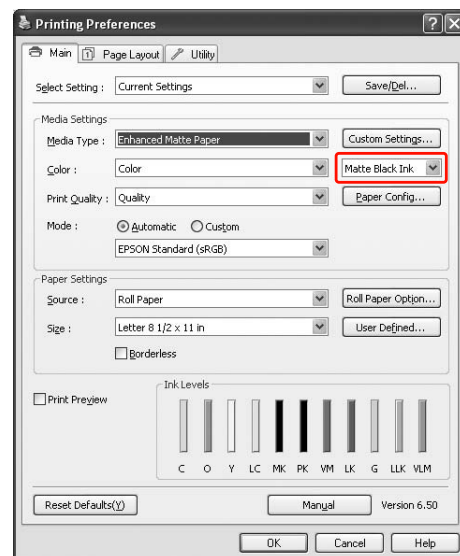 Printing Preferences
Main Page Layout Utility
Select Setting : Current Settings Save/Del...
Media Settings
Media Type : Enhanced Matte Paper Custom Settings...
Color : Color Matte Black Ink
Print Quality : Quality Paper Config...
Mode : Automatic Custom
EPSON Standard (sRGB)
Paper Settings
Source : Roll Paper Roll Paper Option...
Size : Letter 8 1/2 x 11 in User Defined...
Borderless
Print Preview
Ink Levels
C O Y LC MK PK VM LK G LLK VLM
Reset Defaults(Y) Manual Version 6.50
OK Cancel Help